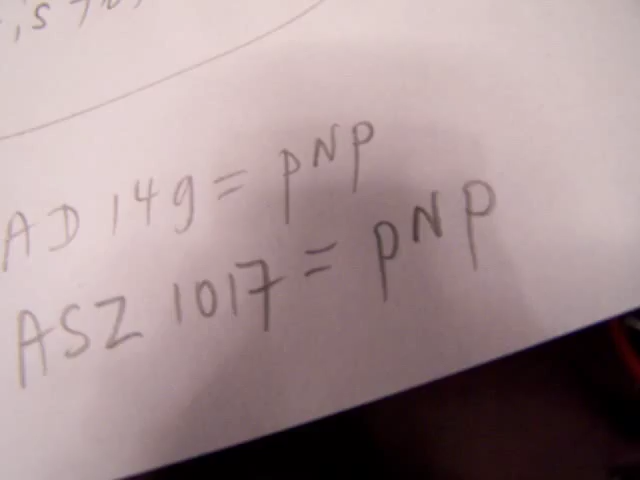 AD 149 = PNP
ASZ 1017 = PNP